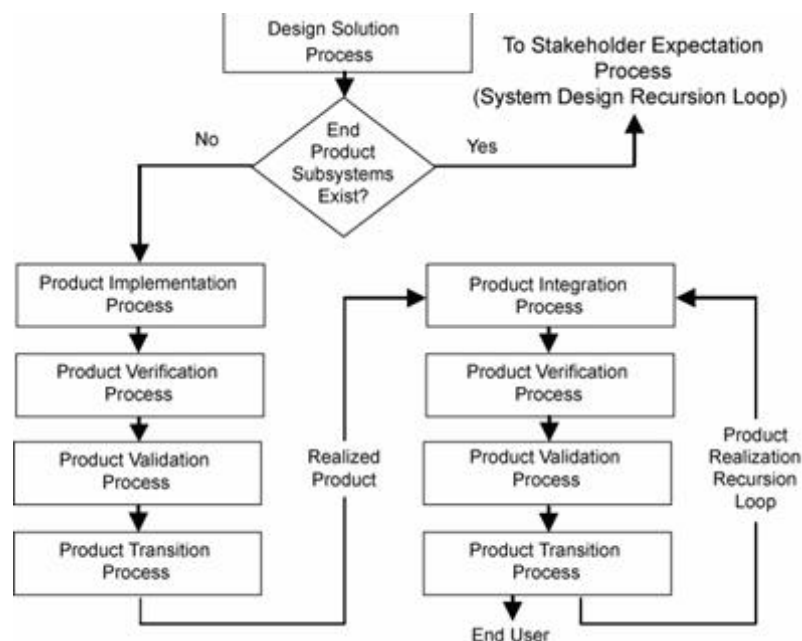 Design Solution
Process
To Stakeholder Expectation
Process
(System Design Recursion Loop)
No
End
Product
Subsystems
Exist?
Yes
Product Implementation
Process
Product Verification
Process
Product Validation
Process
Product Transition
Process
Realized
Product
Product Integration
Process
Product Verification
Process
Product Validation
Process
Product Transition
Process
Product
Realization
Recursion
Loop
End User